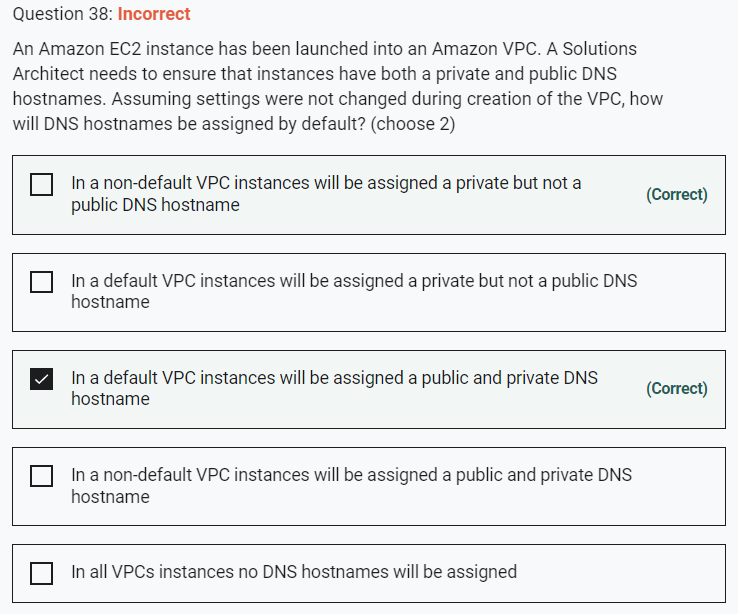 Question 38: Incorrect
An Amazon EC2 instance has been launched into an Amazon VPC. A Solutions
Architect needs to ensure that instances have both a private and public DNS
hostnames. Assuming settings were not changed during creation of the VPC, how
will DNS hostnames be assigned by default? (choose 2)
In a non-default VPC instances will be assigned a private but not a
public DNS hostname
(Correct)
In a default VPC instances will be assigned a private but not a public DNS
hostname
In a default VPC instances will be assigned a public and private DNS
hostname
(Correct)
In a non-default VPC instances will be assigned a public and private DNS
hostname
In all VPCs instances no DNS hostnames will be assigned